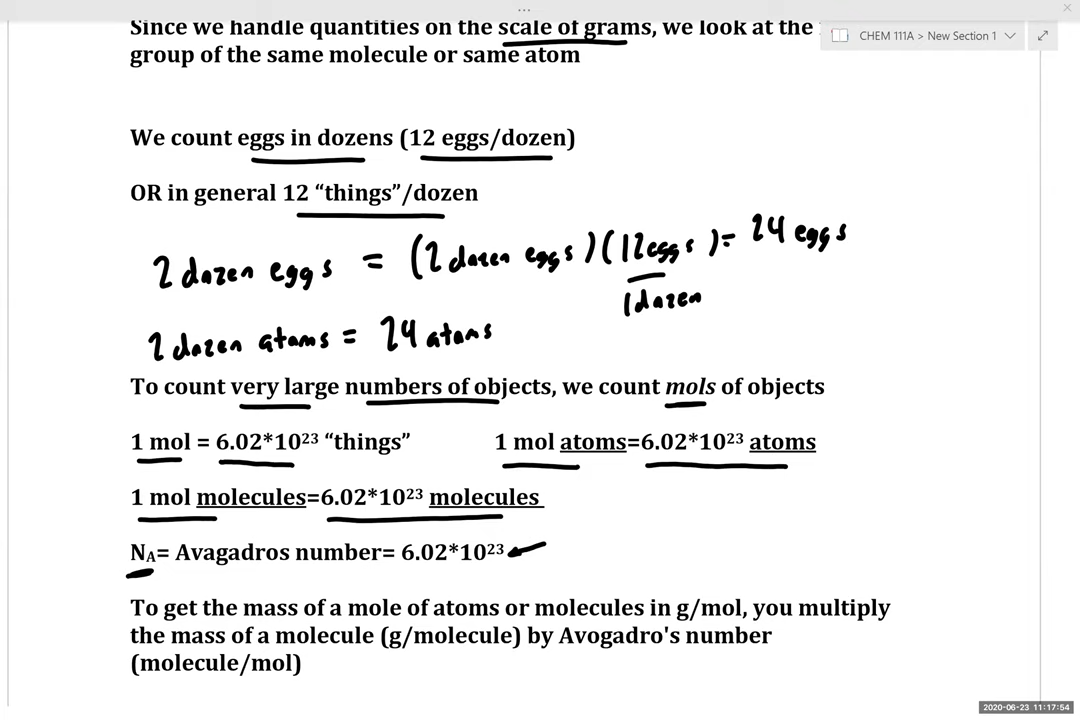 Since we handle quantities on the scale of grams, we look at the
CHEM 111A > New Section 1
group of the same molecule or same atom
We count eggs in dozens (12 eggs/dozen)
OR in general 12 “things”/dozen
2 dozen eggs = (2 dozen eggs)(12 eggs)= 24 eggs
1 dozen
2 dozen atoms = 24 atoms
To count very large numbers of objects, we count mols of objects
1 mol = 6.02*10²³ “things” 1 mol atoms=6.02*10²³ atoms
1 mol molecules=6.02*10²³ molecules
Nₐ= Avagadros number= 6.02*10²³
To get the mass of a mole of atoms or molecules in g/mol, you multiply
the mass of a molecule (g/molecule) by Avogadro's number
(molecule/mol)
2020-06-23 11:17:54